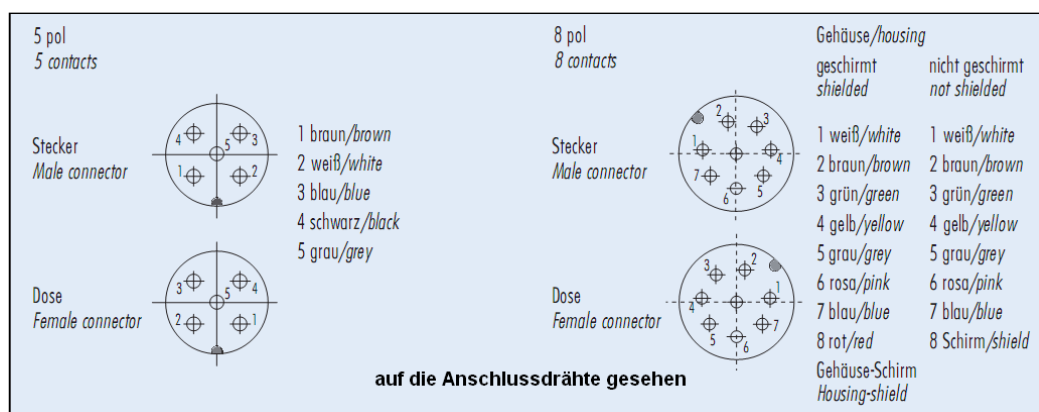 5 pol
5 contacts
Stecker
Male connector
4
3
5
1
2
1 braun/brown
2 weiß/white
3 blau/blue
4 schwarz/black
5 grau/grey
Dose
Female connector
3
4
5
2
1
8 pol
8 contacts
Stecker
Male connector
2
3
1
4
7
5
6
Dose
Female connector
3
2
1
4
5
7
6
Gehäuse/housing
geschirmt
shielded
1 weiß/white
2 braun/brown
3 grün/green
4 gelb/yellow
5 grau/grey
6 rosa/pink
7 blau/blue
8 rot/red
Gehäuse-Schirm
Housing-shield
nicht geschirmt
not shielded
1 weiß/white
2 braun/brown
3 grün/green
4 gelb/yellow
5 grau/grey
6 rosa/pink
7 blau/blue
8 Schirm/shield
auf die Anschlussdrähte gesehen